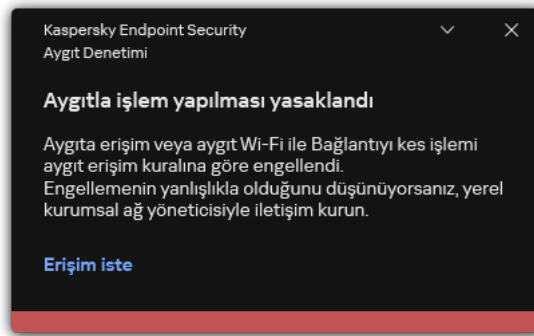 Kaspersky Endpoint Security
Aygıt Denetimi
Aygıtla işlem yapılması yasaklandı
Aygıta erişim veya aygıt Wi-Fi ile Bağlantıyı kes işlemi
aygıt erişim kuralına göre engellendi.
Engellemenin yanlışlıkla olduğunu düşünüyorsanız, yerel
kurumsal ağ yöneticisiyle iletişim kurun.
Erişim iste